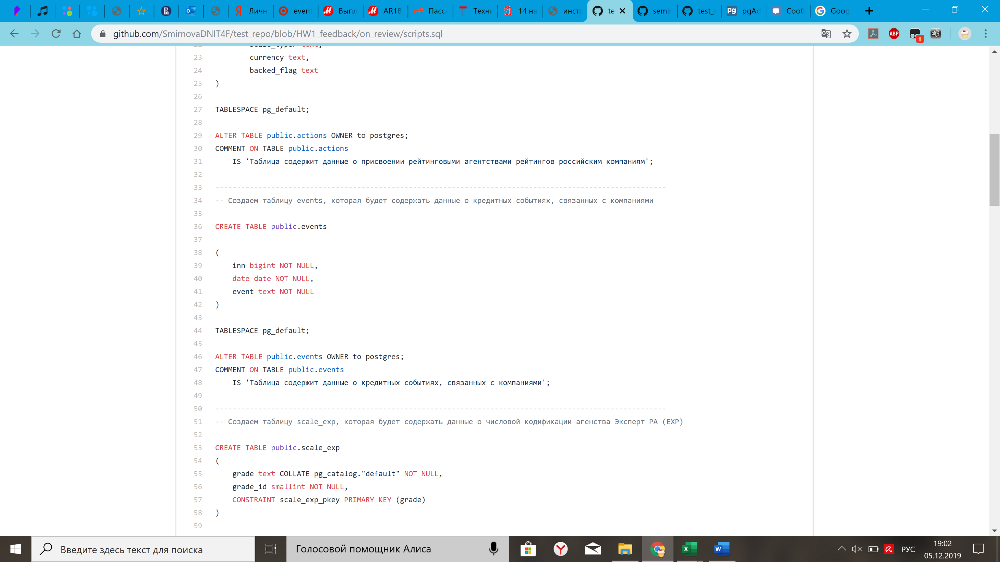 Личн
event
Выпл
AR18
Пасса
Техни
14 на
инстр
te
semin
test_r
pgAd
Сооб
Goog
github.com/SmirnovaDNIT4F/test_repo/blob/HW1_feedback/on_review/scripts.sql
ABP
1
23 currency text,
24 backed_flag text
25 )
26
27 TABLESPACE pg_default;
28
29 ALTER TABLE public.actions OWNER to postgres;
30 COMMENT ON TABLE public.actions
31 IS 'Таблица содержит данные о присвоении рейтинговыми агентствами рейтингов российским компаниям';
32
33 ---------------------------------------------------------------------------------------------------------
34 -- Создаем таблицу events, которая будет содержать данные о кредитных событиях, связанных с компаниями
35
36 CREATE TABLE public.events
37
38 (
39 inn bigint NOT NULL,
40 date date NOT NULL,
41 event text NOT NULL
42 )
43
44 TABLESPACE pg_default;
45
46 ALTER TABLE public.events OWNER to postgres;
47 COMMENT ON TABLE public.events
48 IS 'Таблица содержит данные о кредитных событиях, связанных с компаниями';
49
50 ---------------------------------------------------------------------------------------------------------
51 -- Создаем таблицу scale_exp, которая будет содержать данные о числовой кодификации агенства Эксперт РА (EXP)
52
53 CREATE TABLE public.scale_exp
54 (
55 grade text COLLATE pg_catalog."default" NOT NULL,
56 grade_id smallint NOT NULL,
57 CONSTRAINT scale_exp_pkey PRIMARY KEY (grade)
58 )
59
Введите здесь текст для поиска
Голосовой помощник Алиса
РУС
19:02
05.12.2019